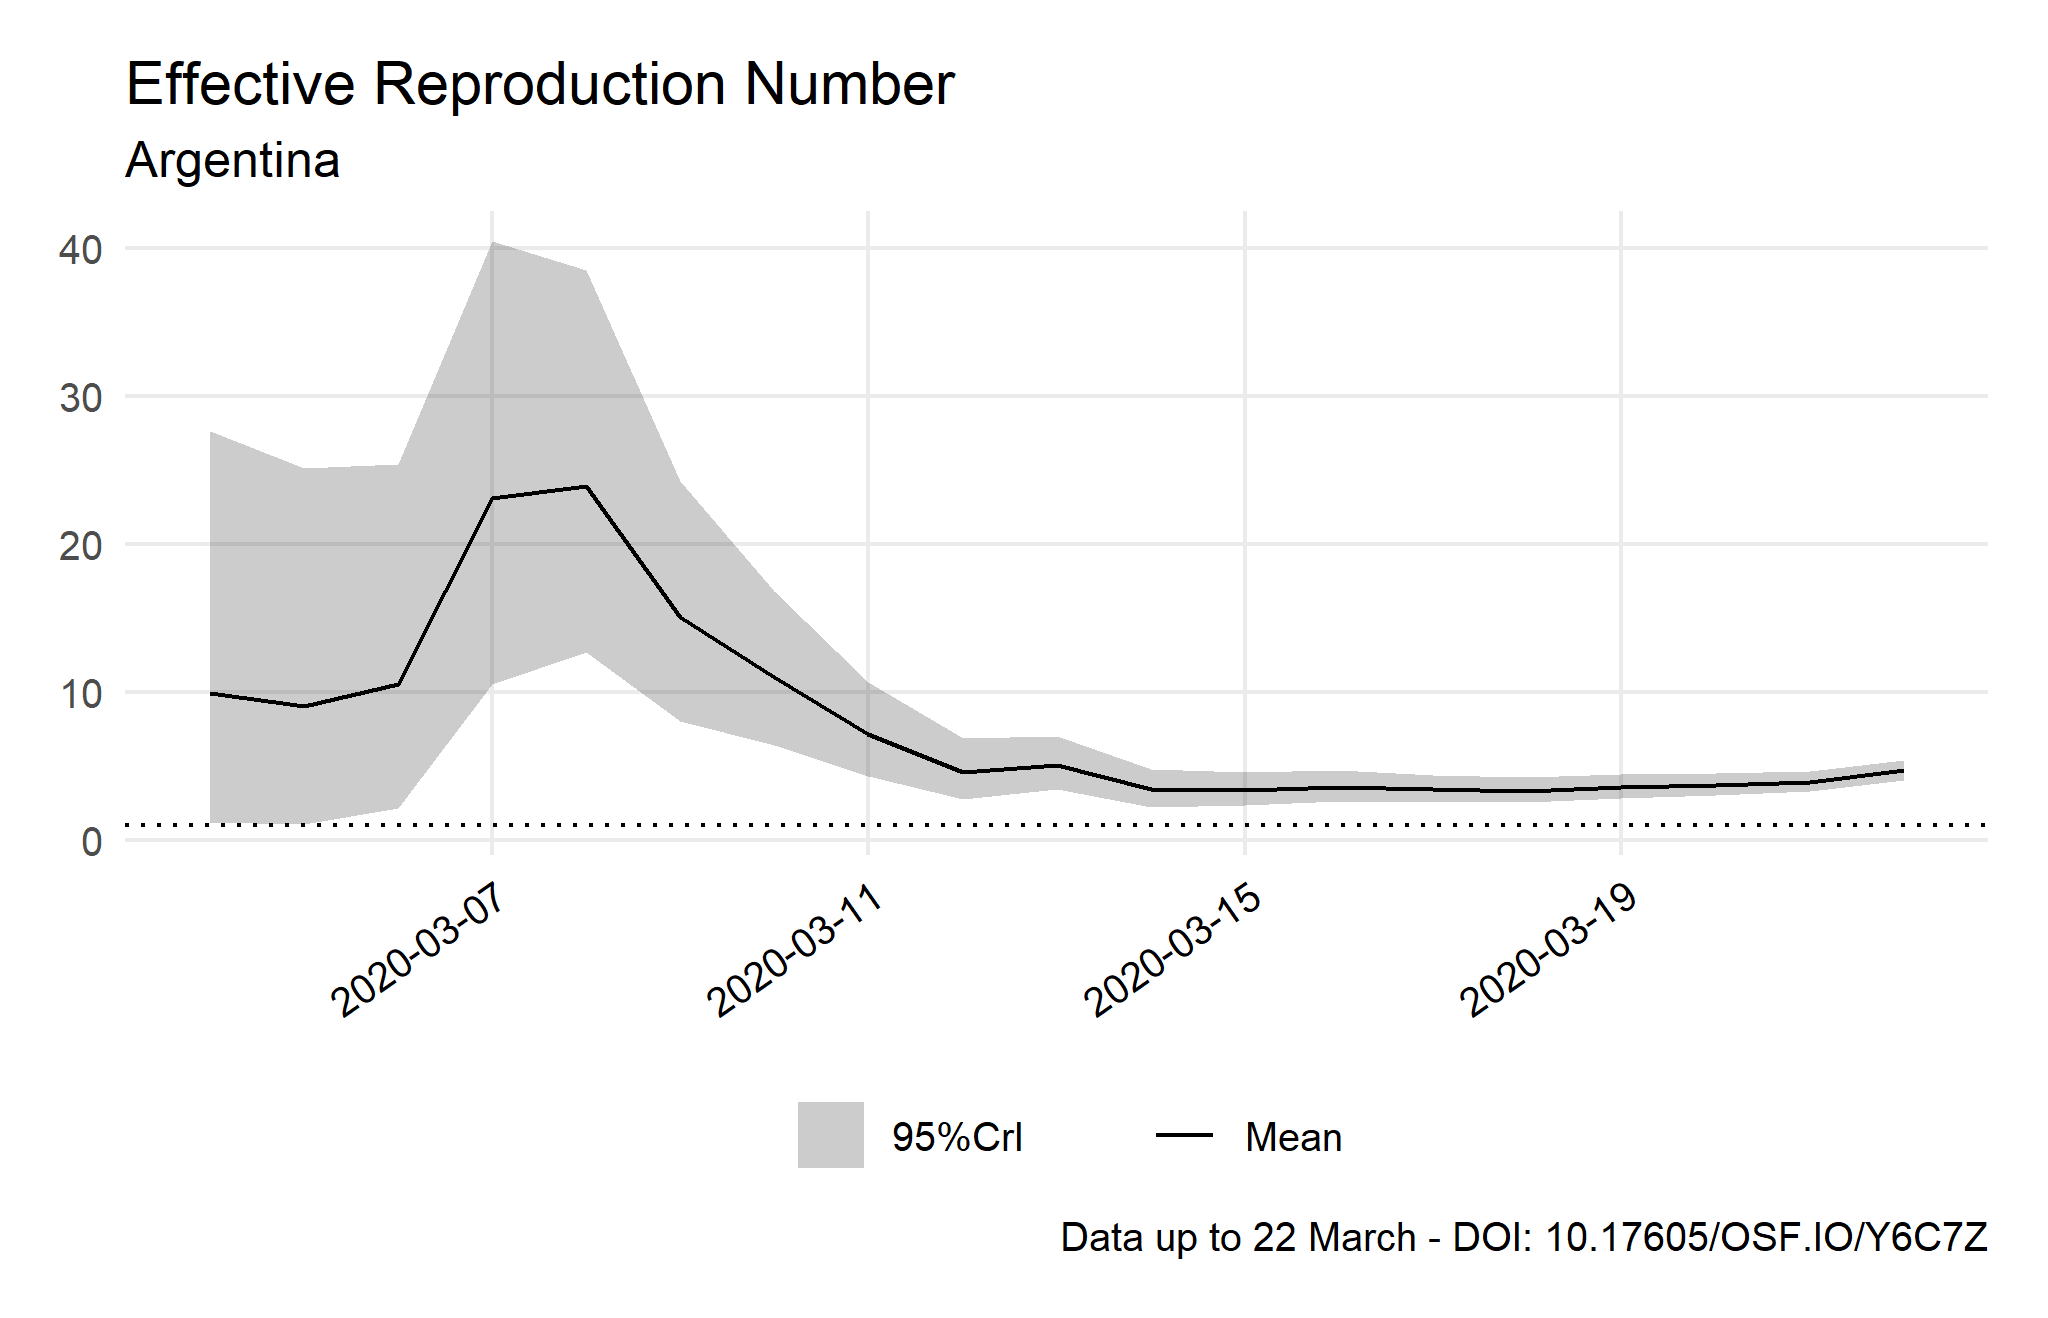 Effective Reproduction Number
Argentina
40
30
20
10
0
2020-03-07
2020-03-11
2020-03-15
2020-03-19
95%CrI
Mean
Data up to 22 March - DOI: 10.17605/OSF.IO/Y6C7Z